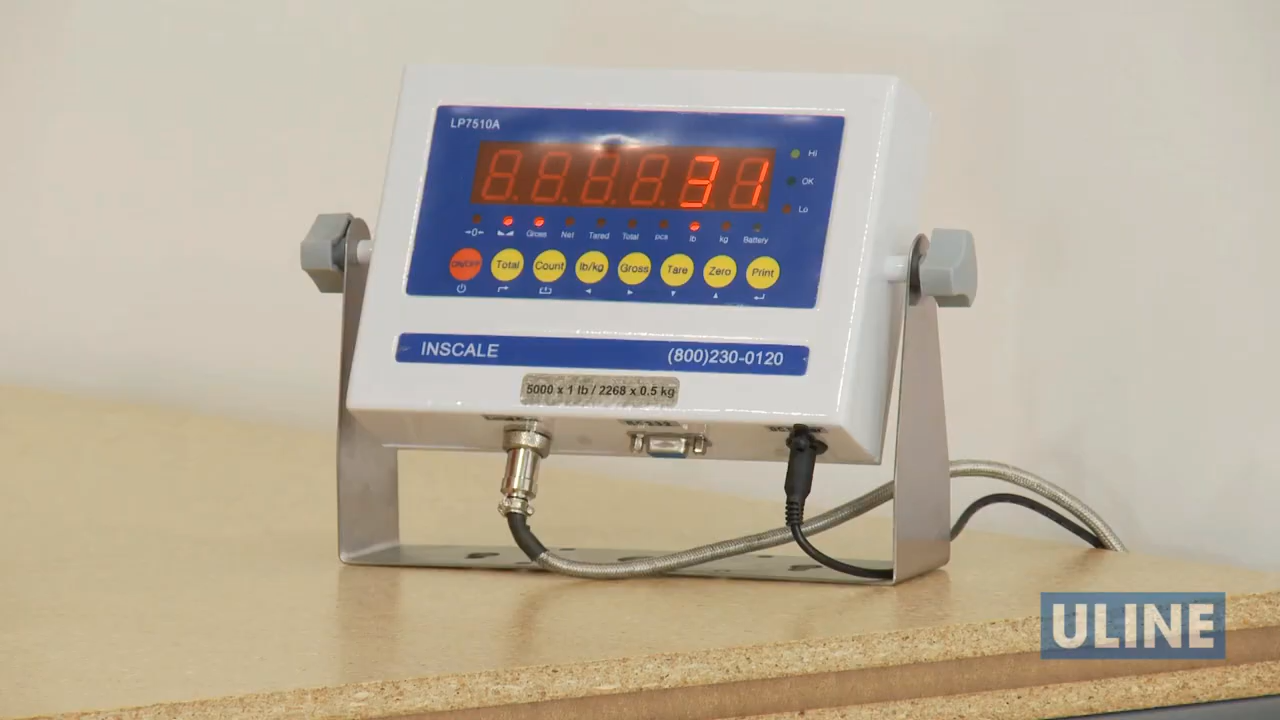 LP7510A
31
HI
OK
Lo
→0← Gross Net Tared Total pcs lb kg Battery
ON/OFF Total Count lb/kg Gross Tare Zero Print
INSCALE (800)230-0120
5000 x 1 lb / 2268 x 0.5 kg
ULINE